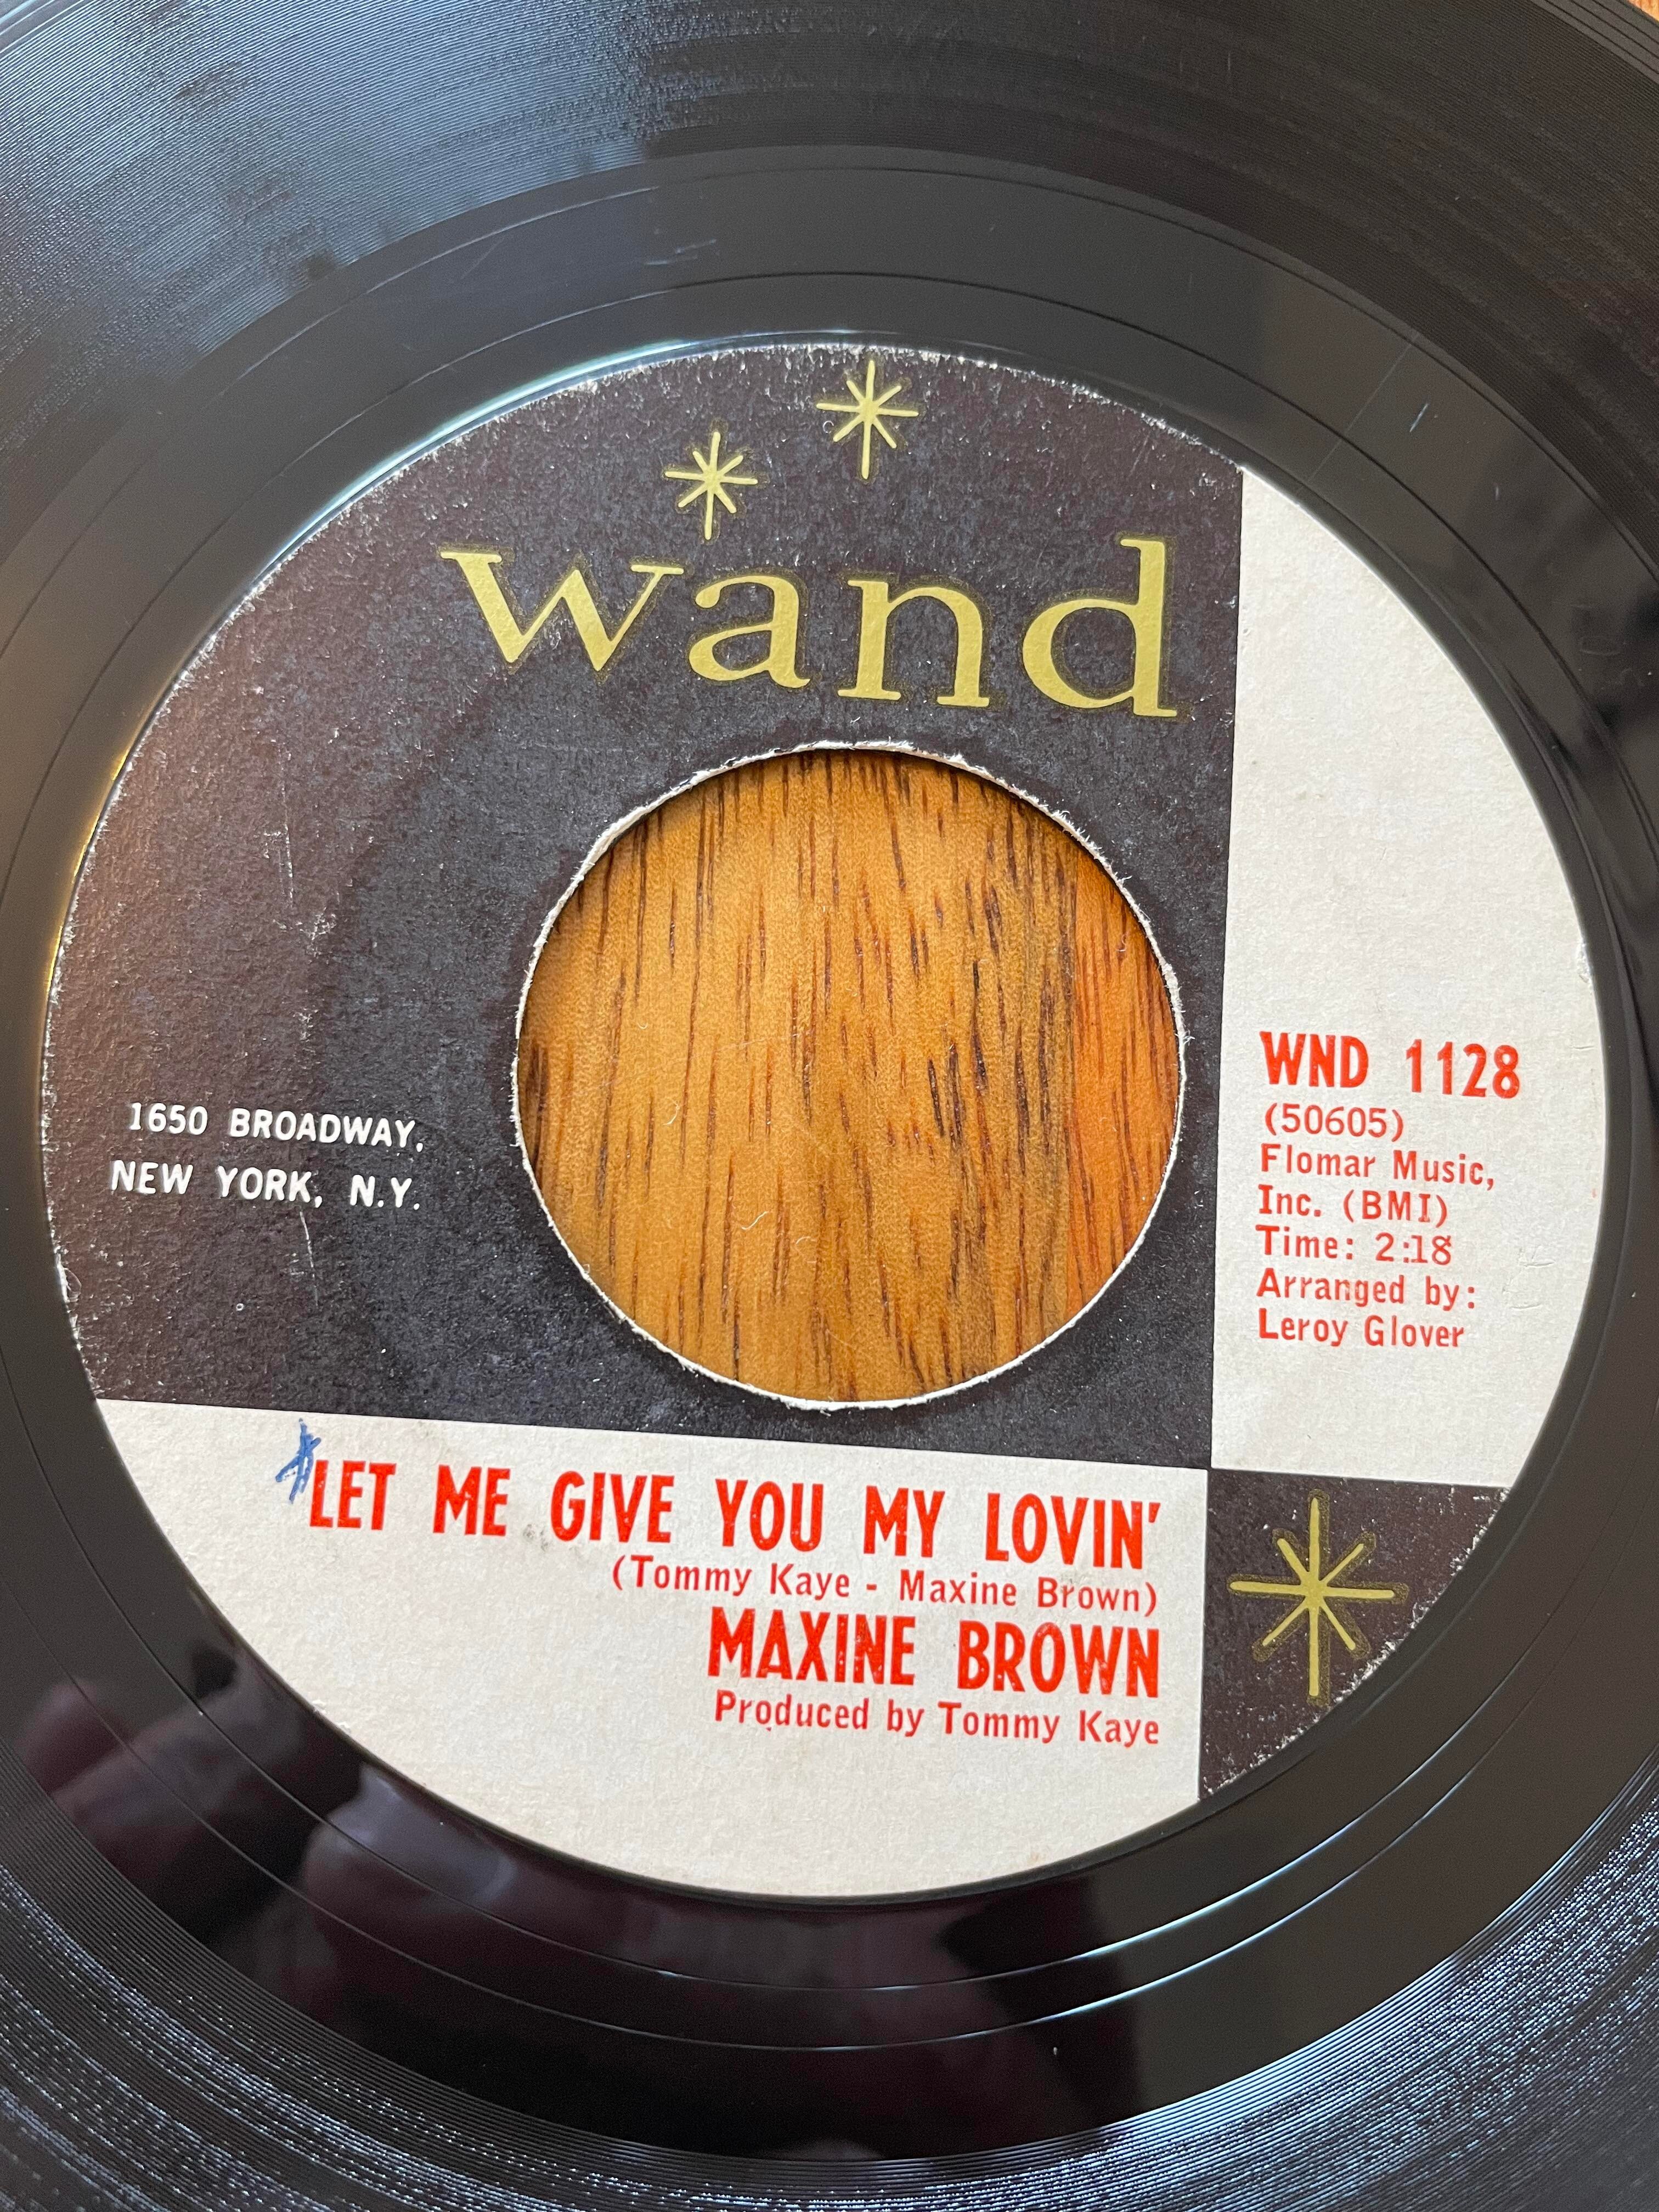 wand
1650 BROADWAY,
NEW YORK, N.Y.
WND 1128
(50605)
Flomar Music,
Inc. (BMI)
Time: 2:18
Arranged by:
Leroy Glover
LET ME GIVE YOU MY LOVIN'
(Tommy Kaye - Maxine Brown)
MAXINE BROWN
Produced by Tommy Kaye